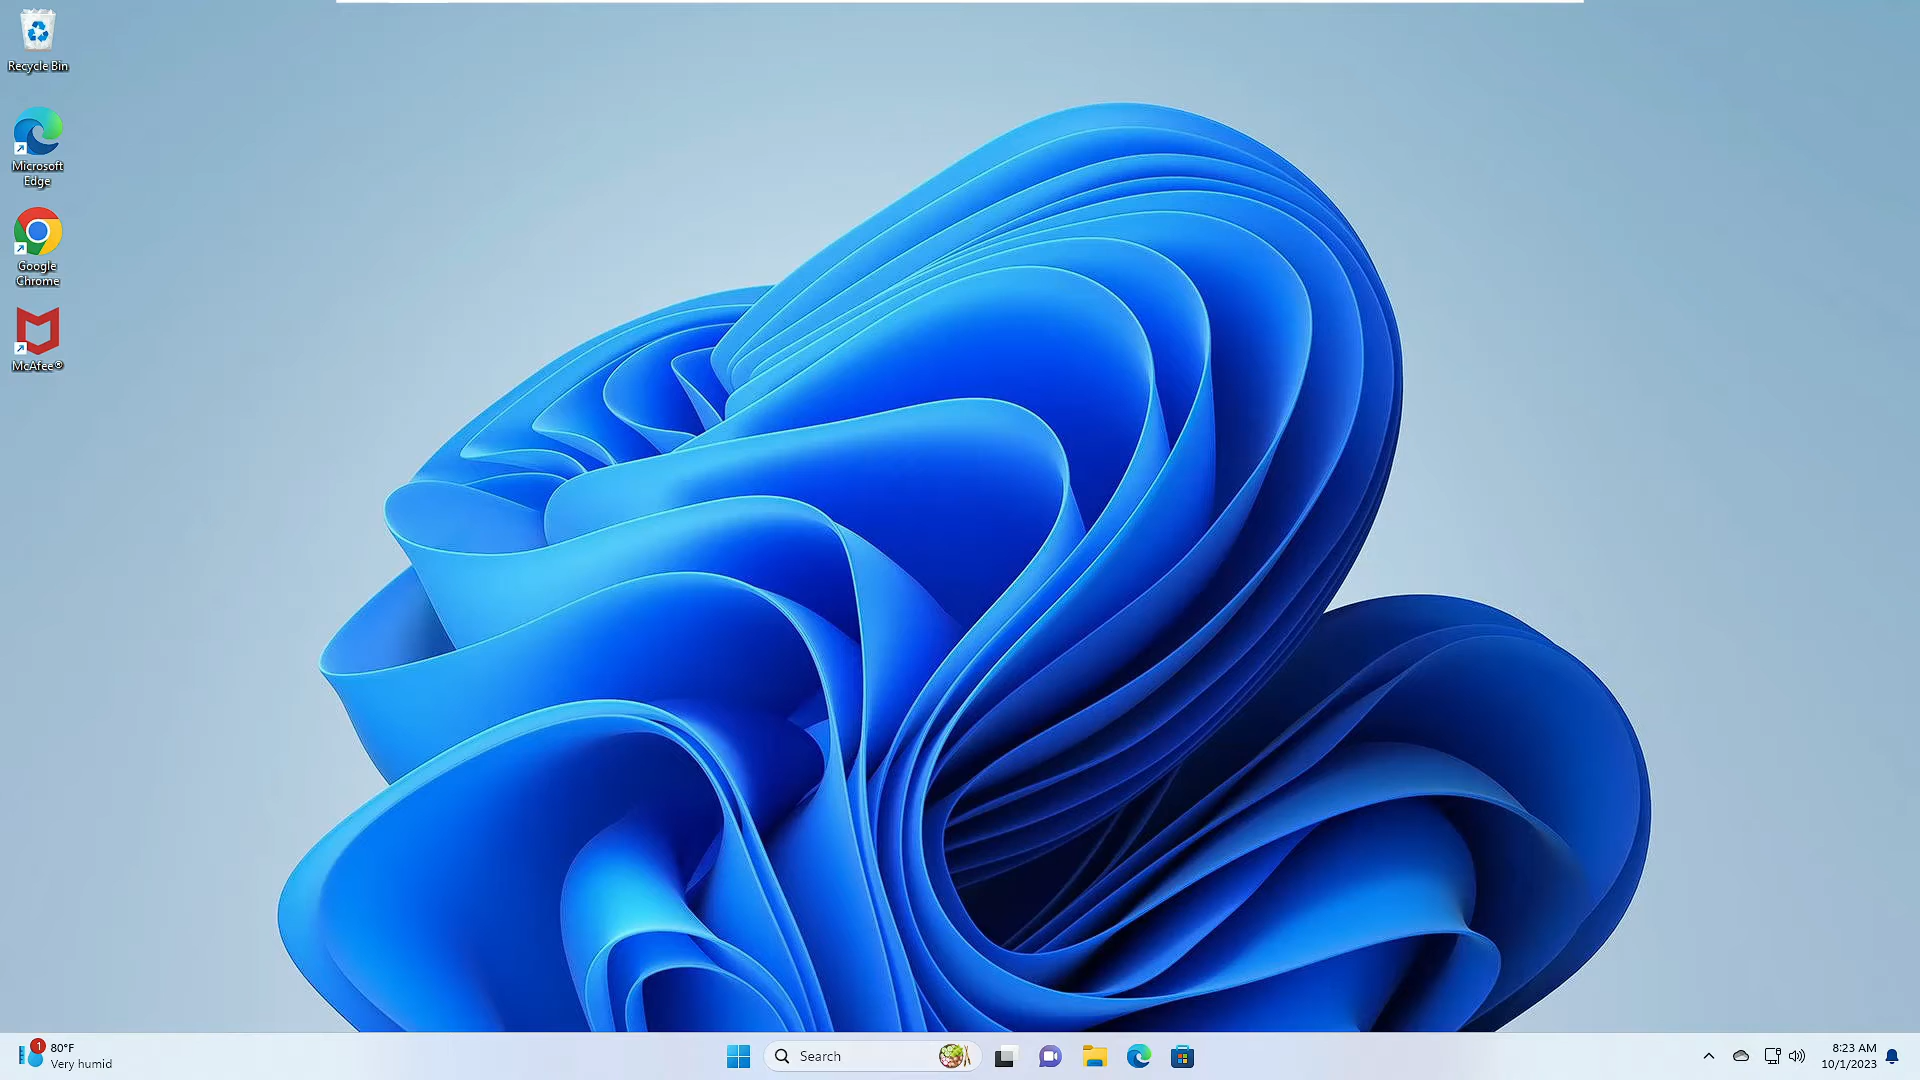 Recycle Bin
Microsoft
Edge
Google
Chrome
McAfee®
1
80°F
Very humid
Search
8:23 AM
10/1/2023